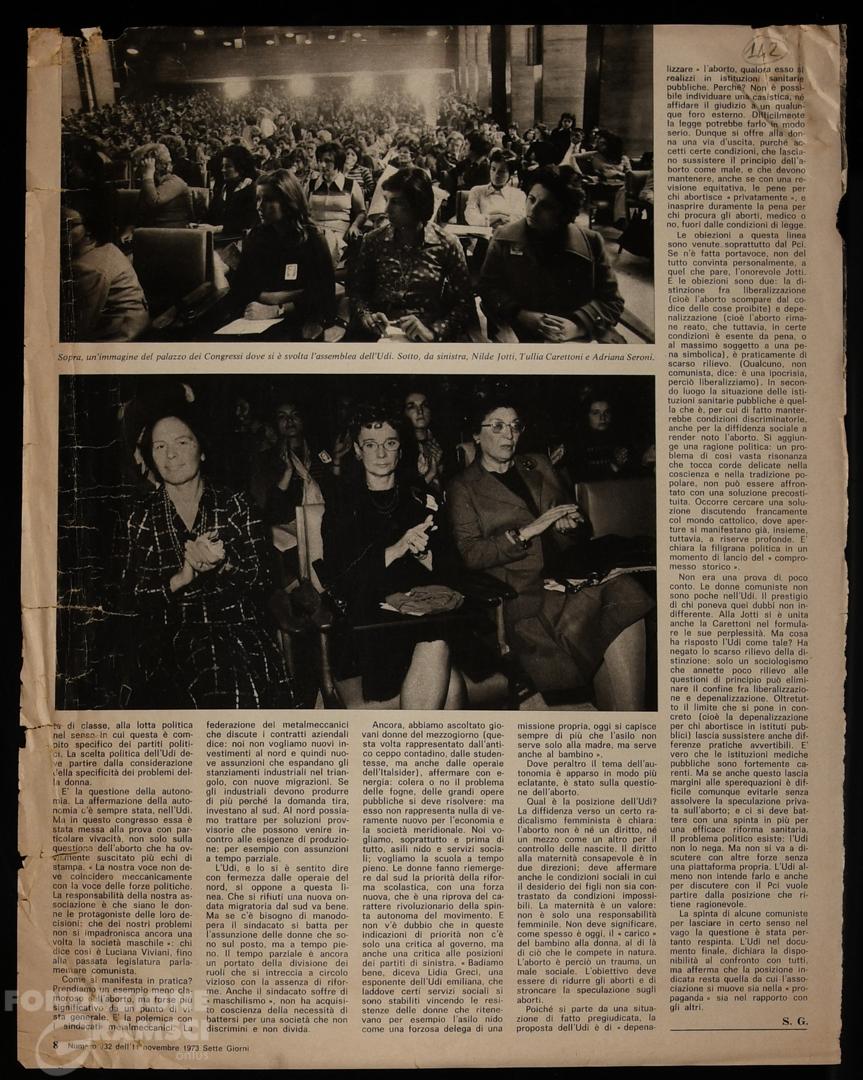 142
Sopra, un'immagine del palazzo dei Congressi dove si è svolta l'assemblea dell'Udi. Sotto, da sinistra, Nilde Jotti, Tullia Carettoni e Adriana Seroni.
di classe, alla lotta politica
nel senso in cui questa è com-
pito specifico dei partiti politi-
ci. La scelta politica dell'Udi de-
ve partire dalla considerazione
della specificità dei problemi del-
la donna.
E' la questione della autono-
mia. La affermazione della auto-
nomia c'è sempre stata, nell'Udi.
Ma in questo congresso essa è
stata messa alla prova con par-
ticolare vivacità, non solo sulla
questione dell'aborto che ha ov-
viamente suscitato più echi di
stampa. « La nostra voce non de-
ve coincidere meccanicamente
con la voce delle forze politiche.
La responsabilità della nostra as-
sociazione è che siano le don-
ne le protagoniste delle loro de-
cisioni: che dei nostri problemi
non si impadronisca ancora una
volta la società maschile »: chi
dice così è Luciana Viviani, fino
alla passata legislatura parla-
mentare comunista.
Come si manifesta in pratica?
Prendiamo un esempio meno cla-
moroso dell'aborto, ma forse più
significativo da un punto di vi-
sta generale. E' la polemica con
i sindacati metalmeccanici. La
federazione dei metalmeccanici
che discute i contratti aziendali
dice: noi non vogliamo nuovi in-
vestimenti al nord e quindi nuo-
ve assunzioni che espandano gli
stanziamenti industriali nel trian-
golo, con nuove migrazioni. Se
gli industriali devono produrre
di più perché la domanda tira,
investano al sud. Al nord possia-
mo trattare per soluzioni prov-
visorie che possono venire in-
contro alle esigenze di produzio-
ne: per esempio con assunzioni
a tempo parziale.
L'Udi, e lo si è sentito dire
con fermezza dalle operaie del
nord, si oppone a questa li-
nea. Che si rifiuti una nuova on-
data migratoria dal sud va bene.
Ma se c'è bisogno di manodo-
pera il sindacato si batta per
l'assunzione delle donne che so-
no sul posto, ma a tempo pie-
no. Il tempo parziale è ancora
un portato della divisione dei
ruoli che si intreccia a circolo
vizioso con la assenza di rifor-
me. Anche il sindacato soffre di
« maschilismo », non ha acquisi-
to coscienza della necessità di
battersi per una società che non
discrimini e non divida.
Ancora, abbiamo ascoltato gio-
vani donne del mezzogiorno (que-
sta volta rappresentato dall'anti-
co ceppo contadino, dalle studen-
tesse, ma anche dalle operaie
dell'Italsider), affermare con e-
nergia: colera o no il problema
delle fogne, delle grandi opere
pubbliche si deve risolvere; ma
esso non rappresenta nulla di ve-
ramente nuovo per l'economia e
la società meridionale. Noi vo-
gliamo, soprattutto e prima di
tutto, asili nido e servizi socia-
li; vogliamo la scuola a tempo
pieno. Le donne fanno riemerge-
re dal sud la priorità della rifor-
ma scolastica, con una forza
nuova, che è una riprova del ca-
rattere rivoluzionario della spin-
ta autonoma del movimento. E
non v'è dubbio che in queste
indicazioni di priorità non c'è
solo una critica al governo, ma
anche una critica alle posizioni
dei partiti di sinistra. « Badiamo
bene, diceva Lidia Greci, una
esponente dell'Udi emiliana, che
laddove certi servizi sociali si
sono stabiliti vincendo le resi-
stenze delle donne che ritene-
vano per esempio l'asilo nido
come una forzosa delega di una
missione propria, oggi si capisce
sempre di più che l'asilo non
serve solo alla madre, ma serve
anche al bambino ».
Dove peraltro il tema dell'au-
tonomia è apparso in modo più
eclatante, è stato sulla questio-
ne dell'aborto.
Qual è la posizione dell'Udi?
La diffidenza verso un certo ra-
dicalismo femminista è chiara:
l'aborto non è né un diritto, né
un mezzo come un altro per il
controllo delle nascite. Il diritto
alla maternità consapevole è in
due direzioni; deve affermare
anche le condizioni sociali in cui
il desiderio dei figli non sia con-
trastato da condizioni impossi-
bili. La maternità è un valore:
non è solo una responsabilità
femminile. Non deve significare,
come spesso è oggi, il « carico »
del bambino alla donna, al di là
di ciò che le compete in natura.
L'aborto è perciò un trauma, un
male sociale. L'obiettivo deve
essere di ridurre gli aborti e di
stroncare la speculazione sugli
aborti.
Poiché si parte da una situa-
zione di fatto pregiudicata, la
proposta dell'Udi è di « depena-
lizzare » l'aborto, qualora esso si
realizzi in istituzioni sanitarie
pubbliche. Perché? Non è possi-
bile individuare una casistica, né
affidare il giudizio a un qualun-
que foro esterno. Difficilmente
la legge potrebbe farlo in modo
serio. Dunque si offre alla don-
na una via d'uscita, purché ac-
cetti certe condizioni, che lascia-
no sussistere il principio dell'a-
borto come male, e che devono
mantenere, anche se con una re-
visione equitativa, le pene per
chi abortisce « privatamente », e
inasprire duramente la pena per
chi procura gli aborti, medico o
no, fuori dalle condizioni di legge.
Le obiezioni a questa linea
sono venute soprattutto dal Pci.
Se n'è fatta portavoce, non del
tutto convinta personalmente, a
quel che pare, l'onorevole Jotti.
E le obiezioni sono due: la di-
stinzione fra liberalizzazione
(cioè l'aborto scompare dal co-
dice delle cose proibite) e depe-
nalizzazione (cioè l'aborto rima-
ne reato, che tuttavia, in certe
condizioni è esente da pena, o
al massimo soggetto a una pe-
na simbolica), è praticamente di
scarso rilievo. (Qualcuno, non
comunista, dice: è una ipocrisia,
perciò liberalizziamo). In secon-
do luogo la situazione delle isti-
tuzioni sanitarie pubbliche è quel-
la che è, per cui di fatto manter-
rebbe condizioni discriminatorie,
anche per la diffidenza sociale a
render noto l'aborto. Si aggiun-
ge una ragione politica: un pro-
blema di così vasta risonanza
che tocca corde delicate nella
coscienza e nella tradizione po-
polare, non può essere affron-
tato con una soluzione precosti-
tuita. Occorre cercare una solu-
zione discutendo francamente
col mondo cattolico, dove aper-
ture si manifestano già, insieme,
tuttavia, a riserve profonde. E'
chiara la filigrana politica in un
momento di lancio del « compro-
messo storico ».
Non era una prova di poco
conto. Le donne comuniste non
sono poche nell'Udi. Il prestigio
di chi poneva quei dubbi non in-
differente. Alla Jotti si è unita
anche la Carettoni nel formula-
re le sue perplessità. Ma cosa
ha risposto l'Udi come tale? Ha
negato lo scarso rilievo della di-
stinzione: solo un sociologismo
che annette poco rilievo alle
questioni di principio può elimi-
nare il confine fra liberalizzazio-
ne e depenalizzazione. Oltretut-
to il limite che si pone in con-
creto (cioè la depenalizzazione
per chi abortisce in istituti pub-
blici) lascia sussistere anche dif-
ferenze pratiche avvertibili. E'
vero che le istituzioni mediche
pubbliche sono fortemente ca-
renti. Ma se anche questo lascia
margini alle sperequazioni è dif-
ficile comunque evitarle senza
assolvere la speculazione priva-
ta sull'aborto; e ci si deve bat-
tere con una spinta in più per
una efficace riforma sanitaria.
Il problema politico esiste: l'Udi
non lo nega. Ma non si va a di-
scutere con altre forze senza
una piattaforma propria. L'Udi al-
meno non intende farlo e anche
per discutere con il Pci vuole
partire dalla posizione che ri-
tiene ragionevole.
La spinta di alcune comuniste
per lasciare in certo senso nel
vago la questione è stata per-
tanto respinta. L'Udi nel docu-
mento finale, dichiara la dispo-
nibilità al confronto con tutti,
ma afferma che la posizione in-
dicata resta quella da cui l'asso-
ciazione si muove sia nella « pro-
paganda » sia nel rapporto con
gli altri.
S. G.
8 Numero 932 dell'11 novembre 1973 Sette Giorni
FONDAZIONE
GRAMSCI
onlus